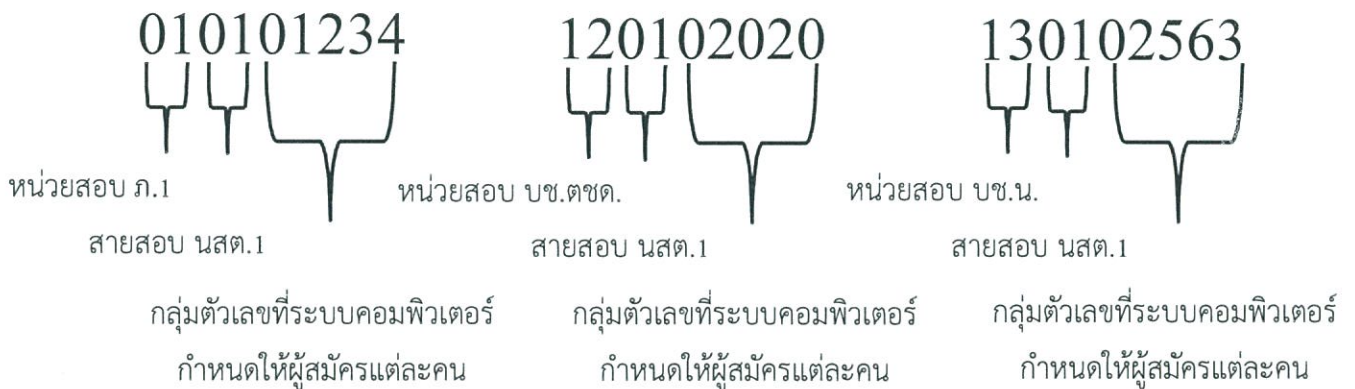 010101234 120102020 130102563
หน่วยสอบ ภ.1 หน่วยสอบ บช.ตชด. หน่วยสอบ บช.น.
สายสอบ นสต.1 สายสอบ นสต.1 สายสอบ นสต.1
กลุ่มตัวเลขที่ระบบคอมพิวเตอร์ กลุ่มตัวเลขที่ระบบคอมพิวเตอร์ กลุ่มตัวเลขที่ระบบคอมพิวเตอร์
กำหนดให้ผู้สมัครแต่ละคน กำหนดให้ผู้สมัครแต่ละคน กำหนดให้ผู้สมัครแต่ละคน